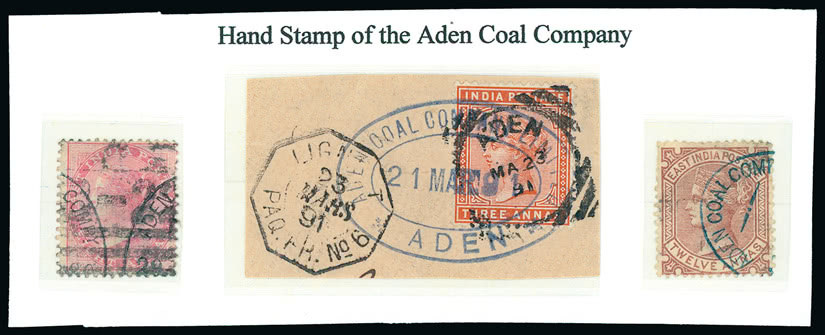 Hand Stamp of the Aden Coal Company
ADEN COAL COMPANY
21 MAR 91
ADEN
LIGNE
23
MARS
91
PAQ. FR. No 6
INDIA POSTAGE
THREE ANNAS
ADEN
MA 23
91
EAST INDIA POSTAGE
ADEN COAL COMP
TWELVE ANNAS